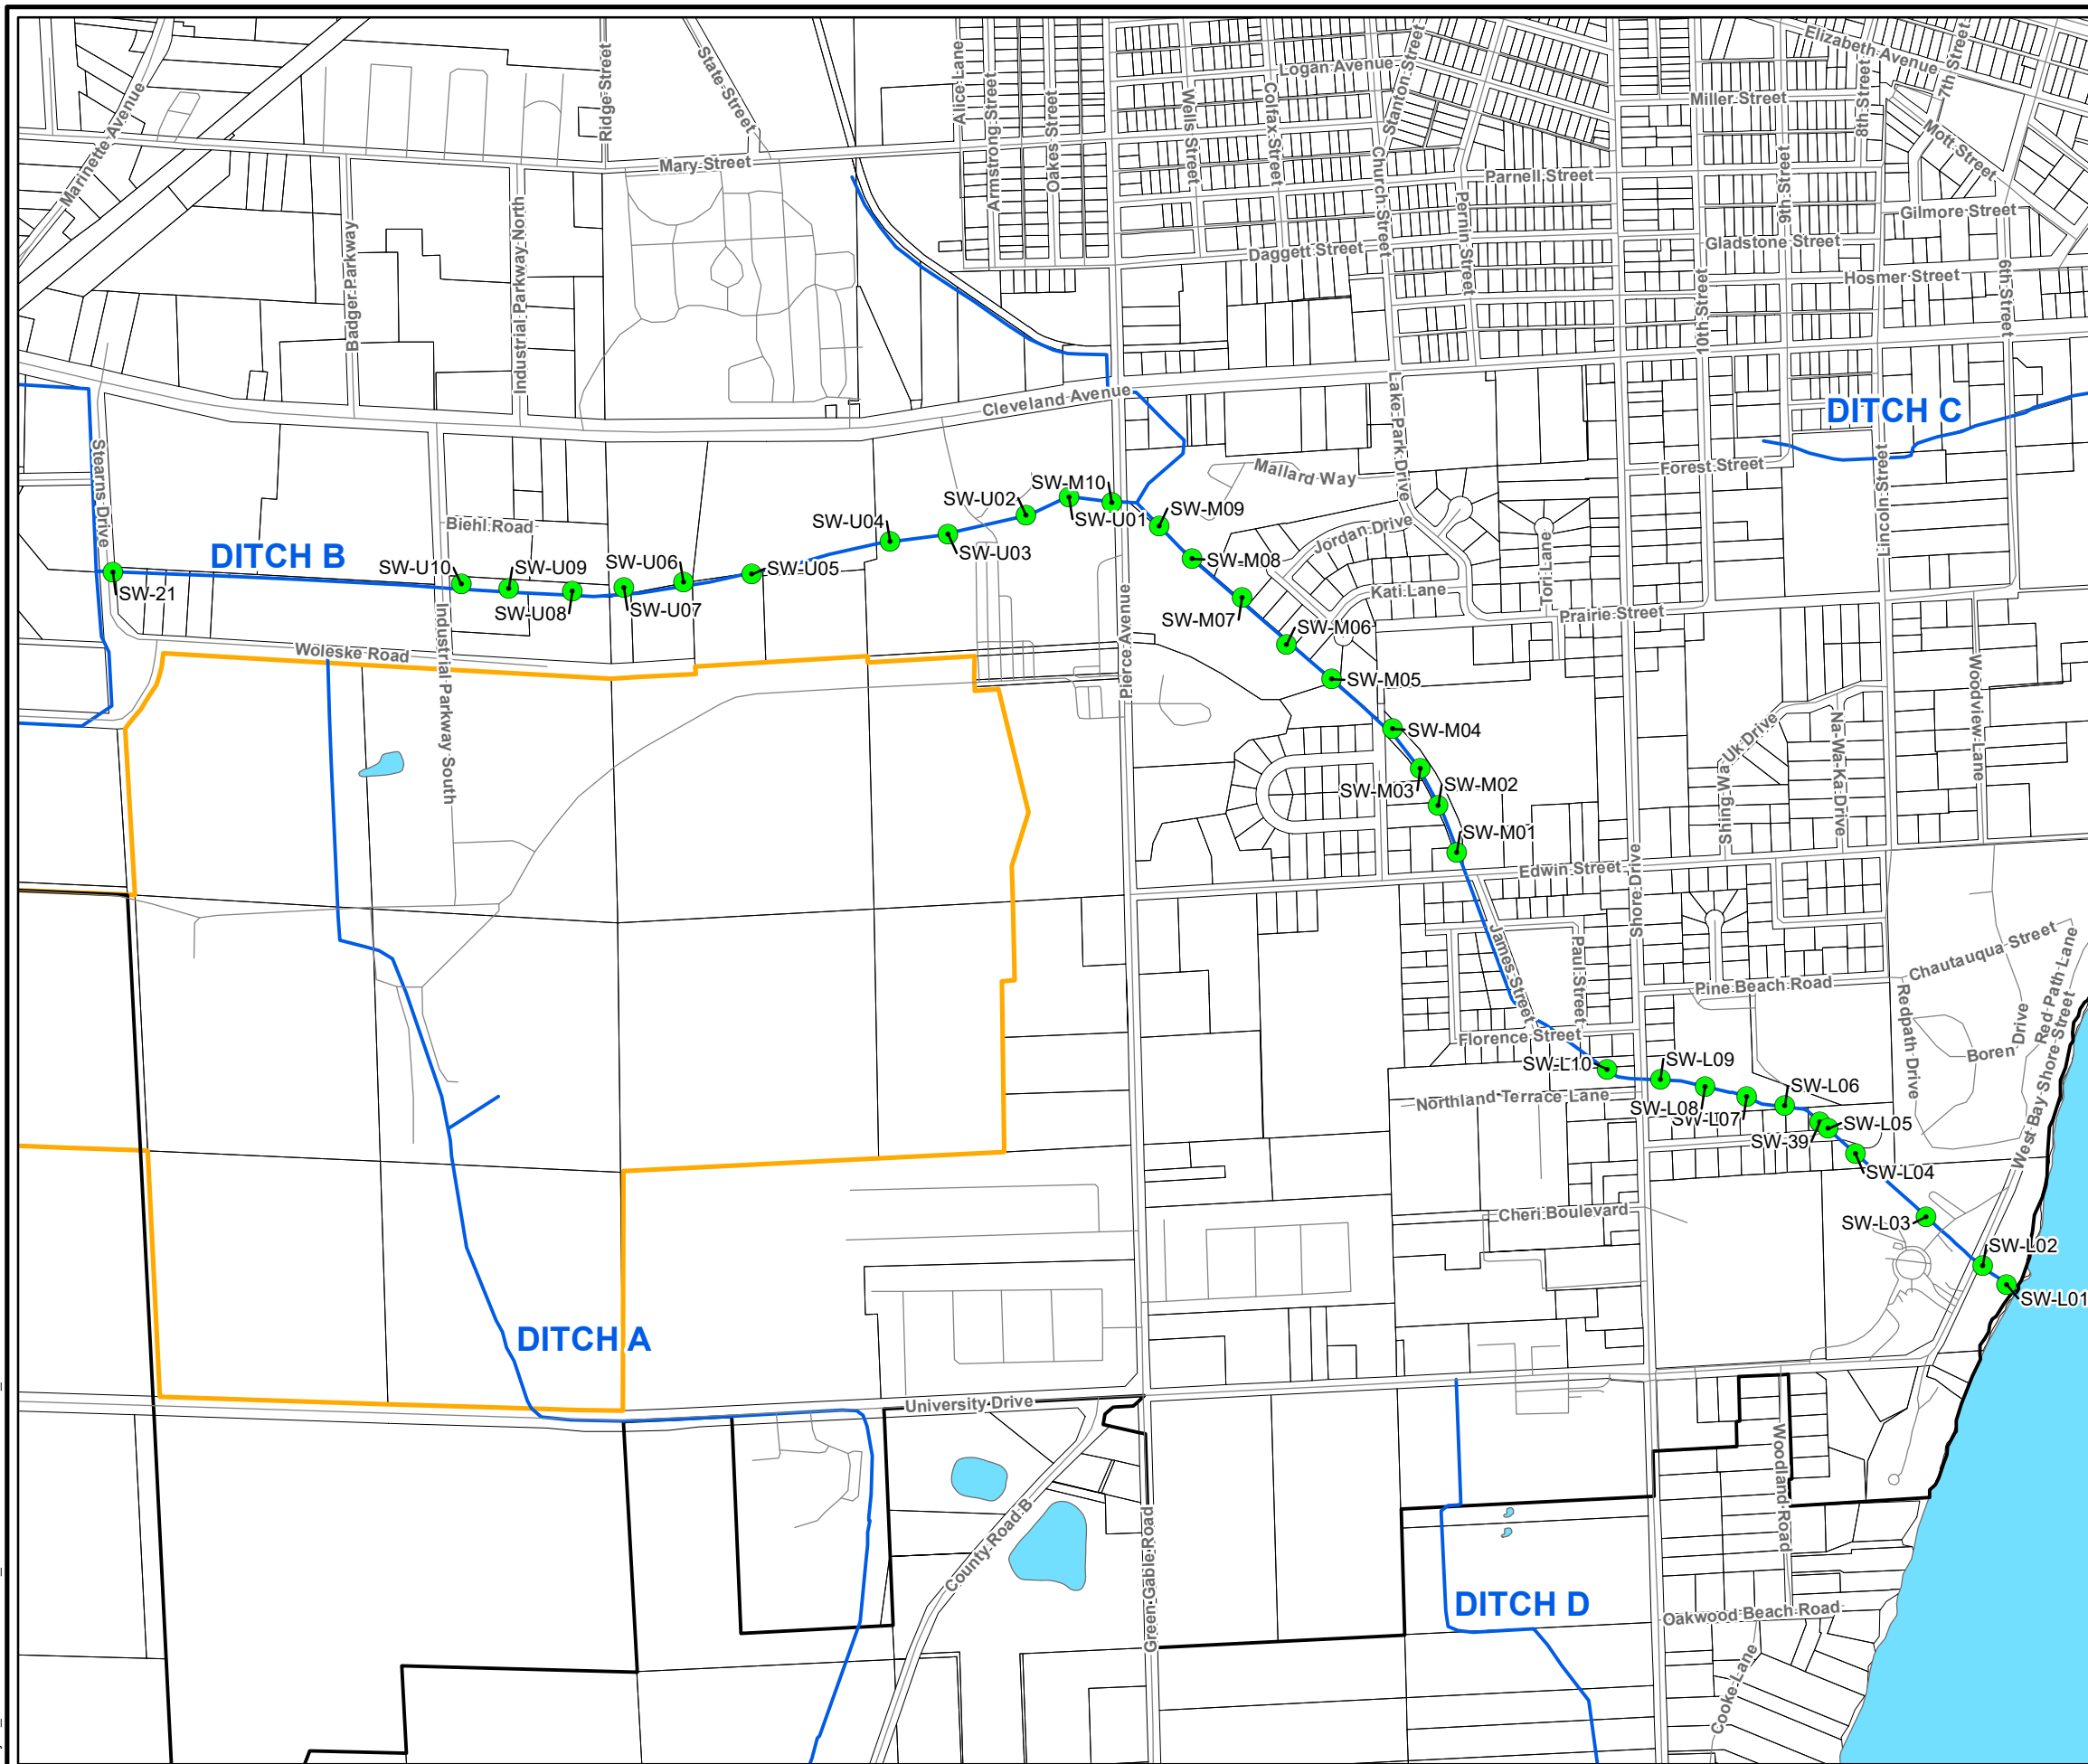 Elizabeth Avenue
7th Street
Alice Lane
Ridge Street
State Street
Logan Avenue
Stanton Street
Miller Street
8th Street
Marinette Avenue
Armstrong Street
Oakes Street
Wells Street
Colfax Street
Mott Street
Mary Street
Church Street
Parnell Street
9th Street
Pernin Street
Gilmore Street
Badger Parkway
Industrial Parkway North
Daggett Street
Gladstone Street
Hosmer Street
6th Street
10th Street
Cleveland Avenue
Lake Park Drive
DITCH C
Stearns Drive
Mallard Way
Forest Street
Lincoln Street
SW-M10
SW-U02
SW-U01
SW-M09
SW-U04
SW-U03
Biehl Road
Jordan Drive
Tori Lane
DITCH B
SW-U10
SW-U09
SW-U06
SW-U05
SW-M08
SW-21
SW-U08
SW-U07
SW-M07
Kati Lane
Prairie Street
SW-M06
Woleske Road
Industrial Parkway South
Pierce Avenue
SW-M05
Woodview Lane
SW-M04
Shing Wa Uk Drive
Na-Wa-Ka Drive
SW-M03
SW-M02
SW-M01
Edwin Street
Shore Drive
James Street
Paul Street
Chautauqua Street
Red Path Lane
Pine Beach Road
Redpath Drive
Boren Drive
West Bay Shore Street
Florence Street
SW-L10
SW-L09
Northland Terrace Lane
SW-L08
SW-L07
SW-L06
SW-39
SW-L05
SW-L04
Cheri Boulevard
SW-L03
SW-L02
SW-L01
DITCH A
University Drive
County Road B
Green Gable Road
Woodland Road
DITCH D
Oakwood Beach Road
Cooke Lane